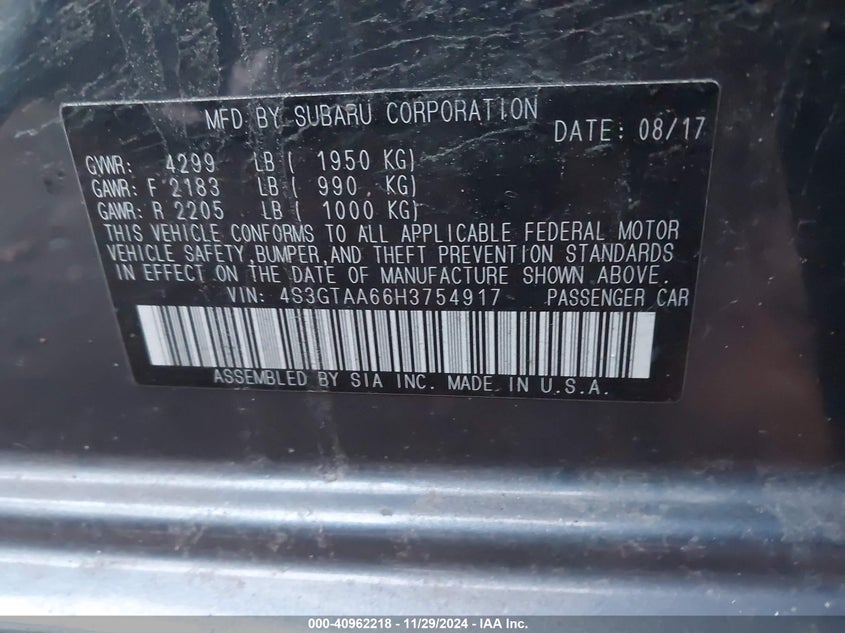 MFD BY SUBARU CORPORATION
DATE: 08/17
GVWR: 4299 LB ( 1950 KG)
GAWR: F 2183 LB ( 990 KG)
GAWR: R 2205 LB ( 1000 KG)
THIS VEHICLE CONFORMS TO ALL APPLICABLE FEDERAL MOTOR
VEHICLE SAFETY, BUMPER, AND THEFT PREVENTION STANDARDS
IN EFFECT ON THE DATE OF MANUFACTURE SHOWN ABOVE.
VIN: 4S3GTAA66H3754917 PASSENGER CAR
ASSEMBLED BY SIA INC. MADE IN U.S.A.
000-40962218 - 11/29/2024 - IAA Inc.